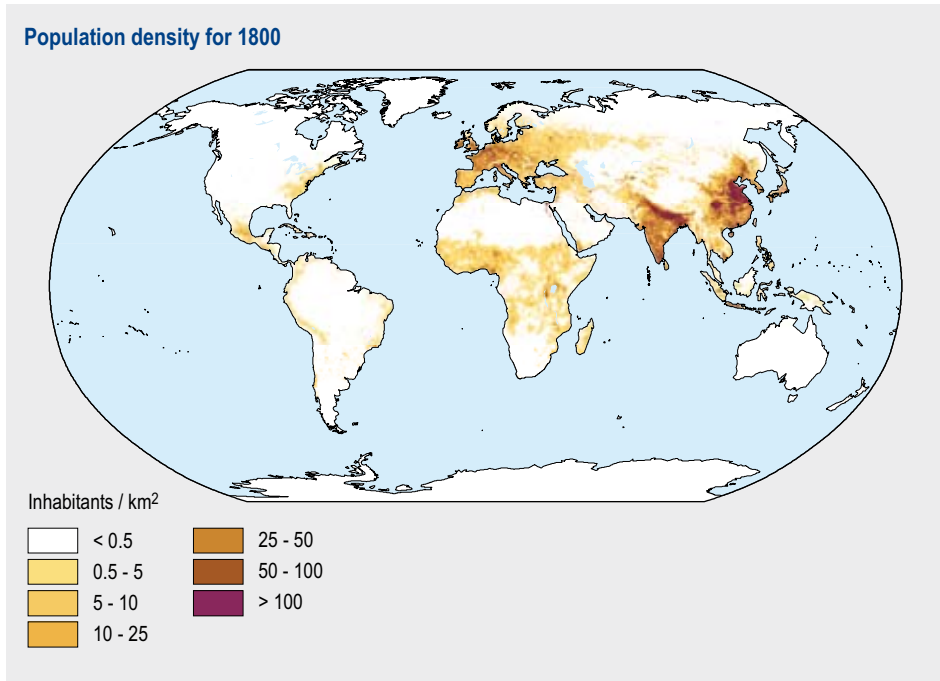 Population density for 1800
Inhabitants / km²
< 0.5
0.5 - 5
5 - 10
10 - 25
25 - 50
50 - 100
> 100